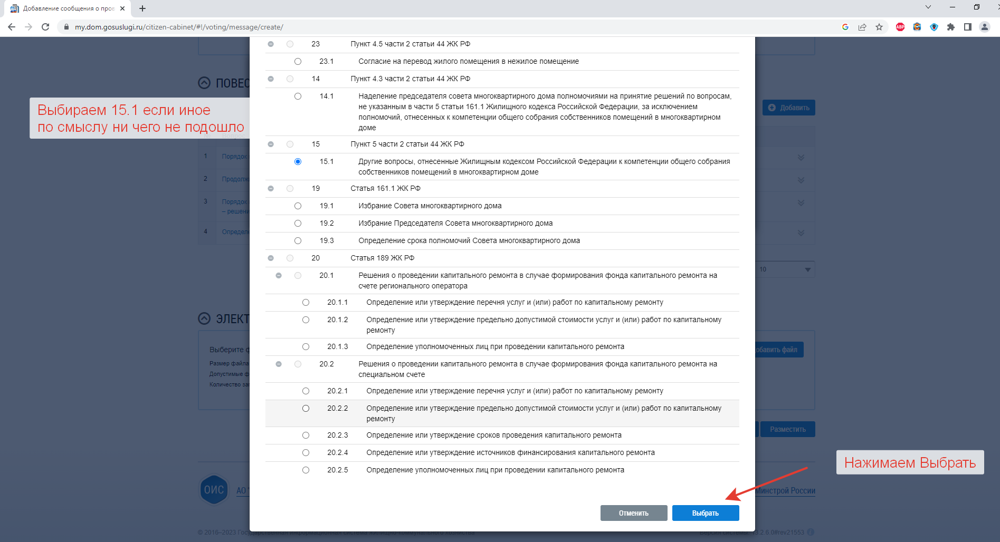 Добавление сообщения о пров
my.dom.gosuslugi.ru/citizen-cabinet/#!/voting/message/create/
ABP
23 Пункт 4.5 части 2 статьи 44 ЖК РФ
23.1 Согласие на перевод жилого помещения в нежилое помещение
14 Пункт 4.3 части 2 статьи 44 ЖК РФ
ПОВЕС
14.1 Наделение председателя совета многоквартирного дома полномочиями на принятие решений по вопросам,
не указанным в части 5 статьи 161.1 Жилищного кодекса Российской Федерации, за исключением
полномочий, отнесенных к компетенции общего собрания собственников помещений в многоквартирном
доме
Выбираем 15.1 если иное
по смыслу ни чего не подошло
Добавить
Вопрос
15 Пункт 5 части 2 статьи 44 ЖК РФ
1 Порядок
15.1 Другие вопросы, отнесенные Жилищным кодексом Российской Федерации к компетенции общего собрания
собственников помещений в многоквартирном доме
2 Продолж
19 Статья 161.1 ЖК РФ
3 Порядок
– решени
19.1 Избрание Совета многоквартирного дома
19.2 Избрание Председателя Совета многоквартирного дома
4 Определе
19.3 Определение срока полномочий Совета многоквартирного дома
20 Статья 189 ЖК РФ
10
20.1 Решения о проведении капитального ремонта в случае формирования фонда капитального ремонта на
счете регионального оператора
20.1.1 Определение или утверждение перечня услуг и (или) работ по капитальному ремонту
ЭЛЕКТ
20.1.2 Определение или утверждение предельно допустимой стоимости услуг и (или) работ по капитальному
ремонту
20.1.3 Определение уполномоченных лиц при проведении капитального ремонта
Выберите ф
обавить файл
Размер файла
Допустимые ф
Количество заг
20.2 Решения о проведении капитального ремонта в случае формирования фонда капитального ремонта на
специальном счете
20.2.1 Определение или утверждение перечня услуг и (или) работ по капитальному ремонту
20.2.2 Определение или утверждение предельно допустимой стоимости услуг и (или) работ по капитальному
ремонту
20.2.3 Определение или утверждение сроков проведения капитального ремонта
Разместить
20.2.4 Определение или утверждение источников финансирования капитального ремонта
20.2.5 Определение уполномоченных лиц при проведении капитального ремонта
Нажимаем Выбрать
ОИС
АО "
Минстрой России
Отменить
Выбрать
© 2016–2023 Государственная информационная система жилищно-коммунального хозяйства
Версия системы: 13.2.6.0#rev21553